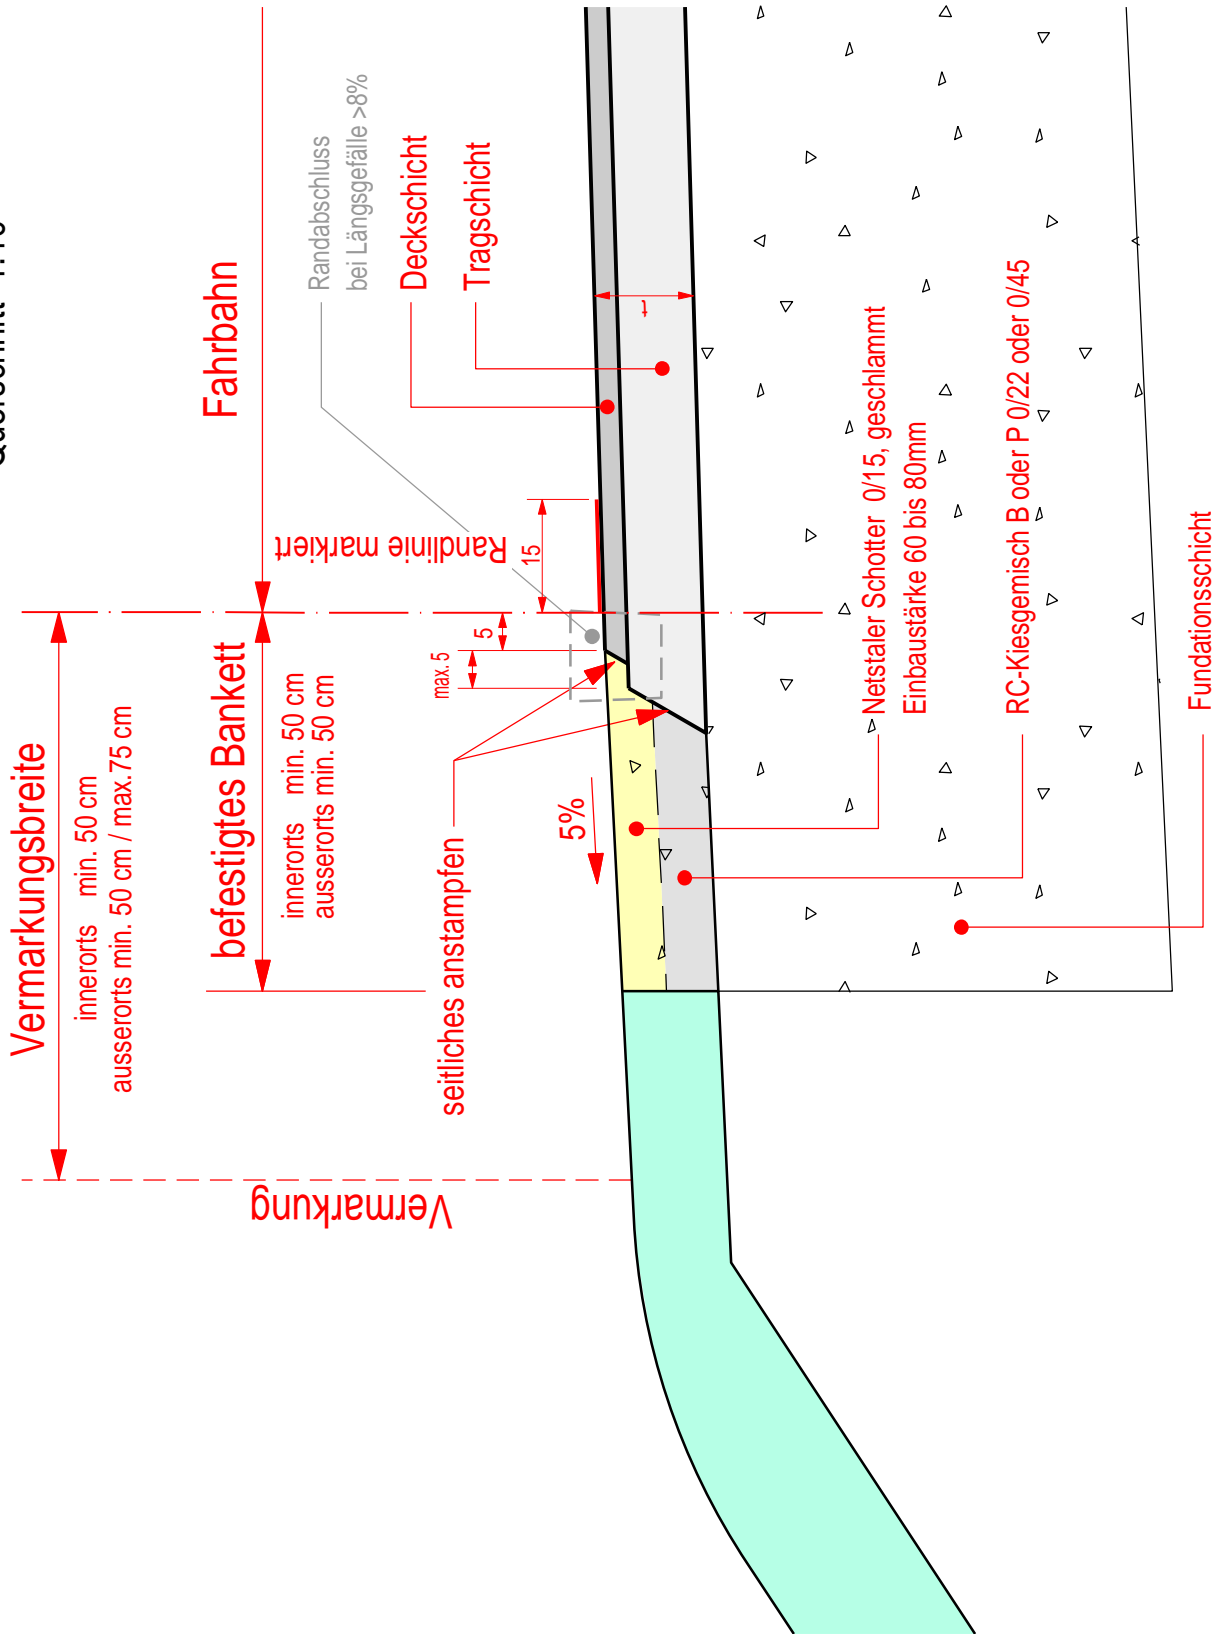 Vermarkungsbreite
innerorts min. 50 cm
ausserorts min. 50 cm / max.75 cm
befestigtes Bankett
innerorts min. 50 cm
ausserorts min. 50 cm
Fahrbahn
Randabschluss
bei Längsgefälle >8%
Deckschicht
Tragschicht
Vermarkung
seitliches anstampfen
Randlinie markiert
max. 5
5
15
5%
t
Netstaler Schotter 0/15, geschlammt
Einbaustärke 60 bis 80mm
RC-Kiesgemisch B oder P 0/22 oder 0/45
Fundationsschicht